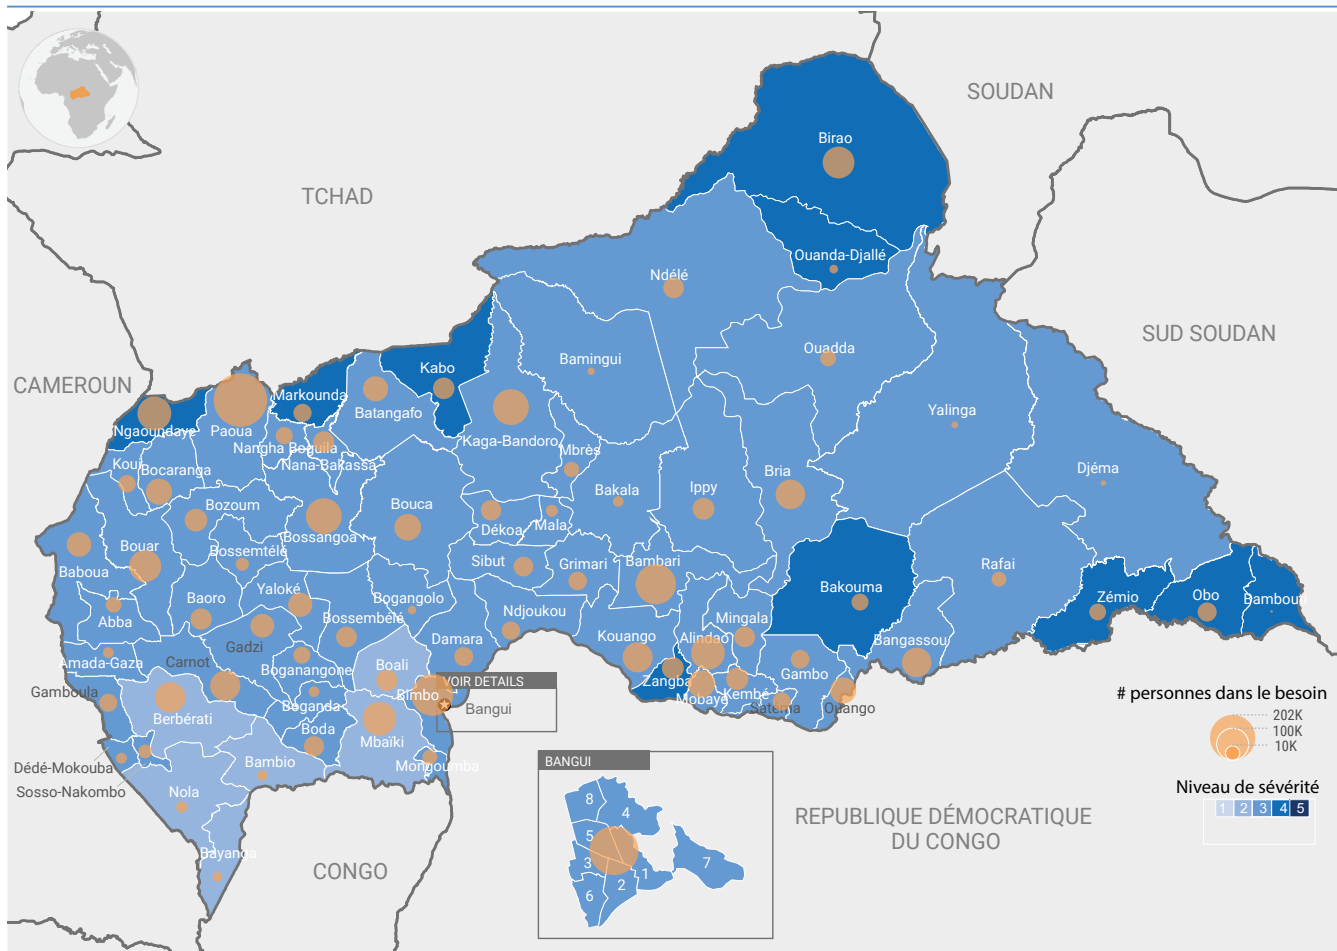 SOUDAN
Birao
TCHAD
Ouanda-Djallé
Ndélé
SUD SOUDAN
Ouadda
Bamingui
Kabo
CAMEROUN
Markounda
Batangafo
Yalinga
Ngaoundaye
Paoua
Kaga-Bandoro
Nangha Boguila
Nana-Bakassa
Mbrès
Koui
Bocaranga
Djéma
Bria
Bakala
Ippy
Bozoum
Bouca
Mala
Dékoa
Bossangoa
Bouar
Bossemtélé
Sibut
Grimari
Bambari
Rafai
Baboua
Bakouma
Yaloké
Zémio
Obo
Bambouti
Baoro
Bogangolo
Ndjoukou
Mingala
Abba
Bossembélé
Kouango
Alindao
Bangassou
Gadzi
Damara
Amada-Gaza
Carnot
Boganangone
Boali
Gambo
Zangba
VOIR DETAILS
Gamboula
Boganda
Bimbo
Mobaye
Kembé
Satema
Ouango
Bangui
Berbérati
Boda
Mbaïki
Bambio
Mongoumba
Dédé-Mokouba
Sosso-Nakombo
Nola
Bayanga
CONGO
REPUBLIQUE DÉMOCRATIQUE
DU CONGO
BANGUI
8
4
5
3
7
1
2
6
# personnes dans le besoin
202K
100K
10K
Niveau de sévérité
1 2 3 4 5